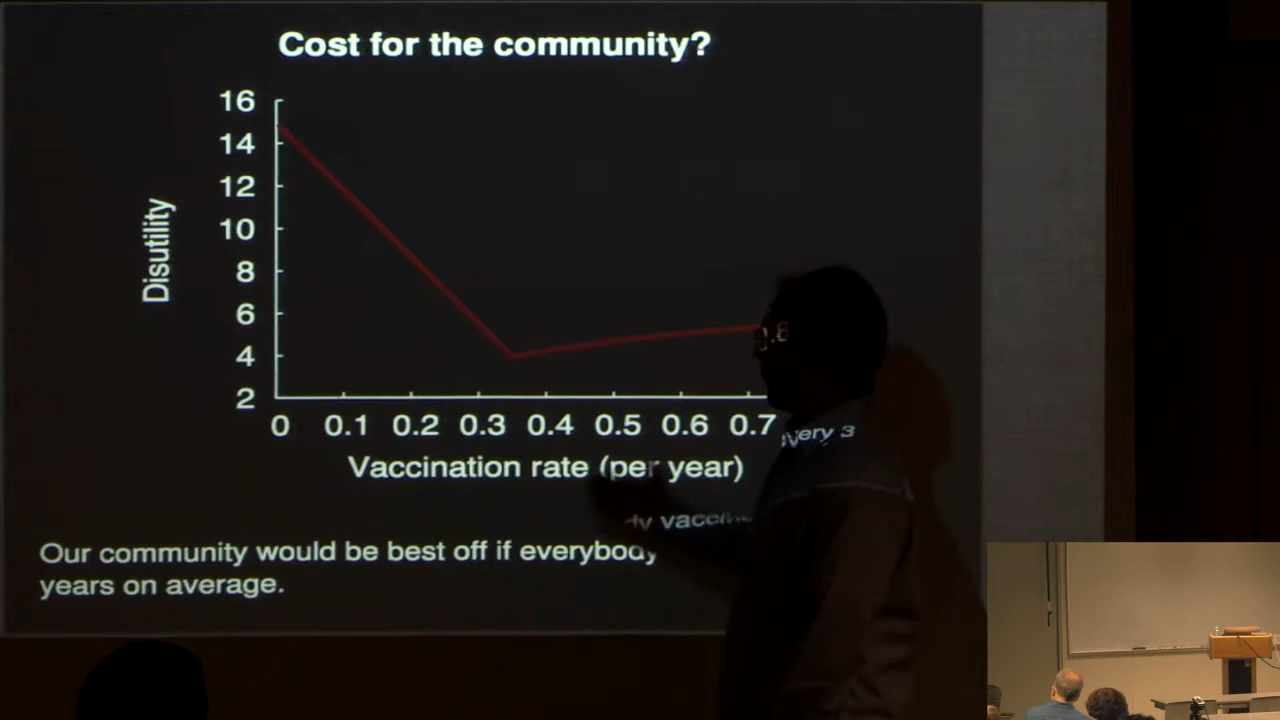 Cost for the community?
16
14
12
10
8
6
4
2
Disutility
0 0.1 0.2 0.3 0.4 0.5 0.6 0.7
Vaccination rate (per year)
Our community would be best off if everybody
years on average.
every 3